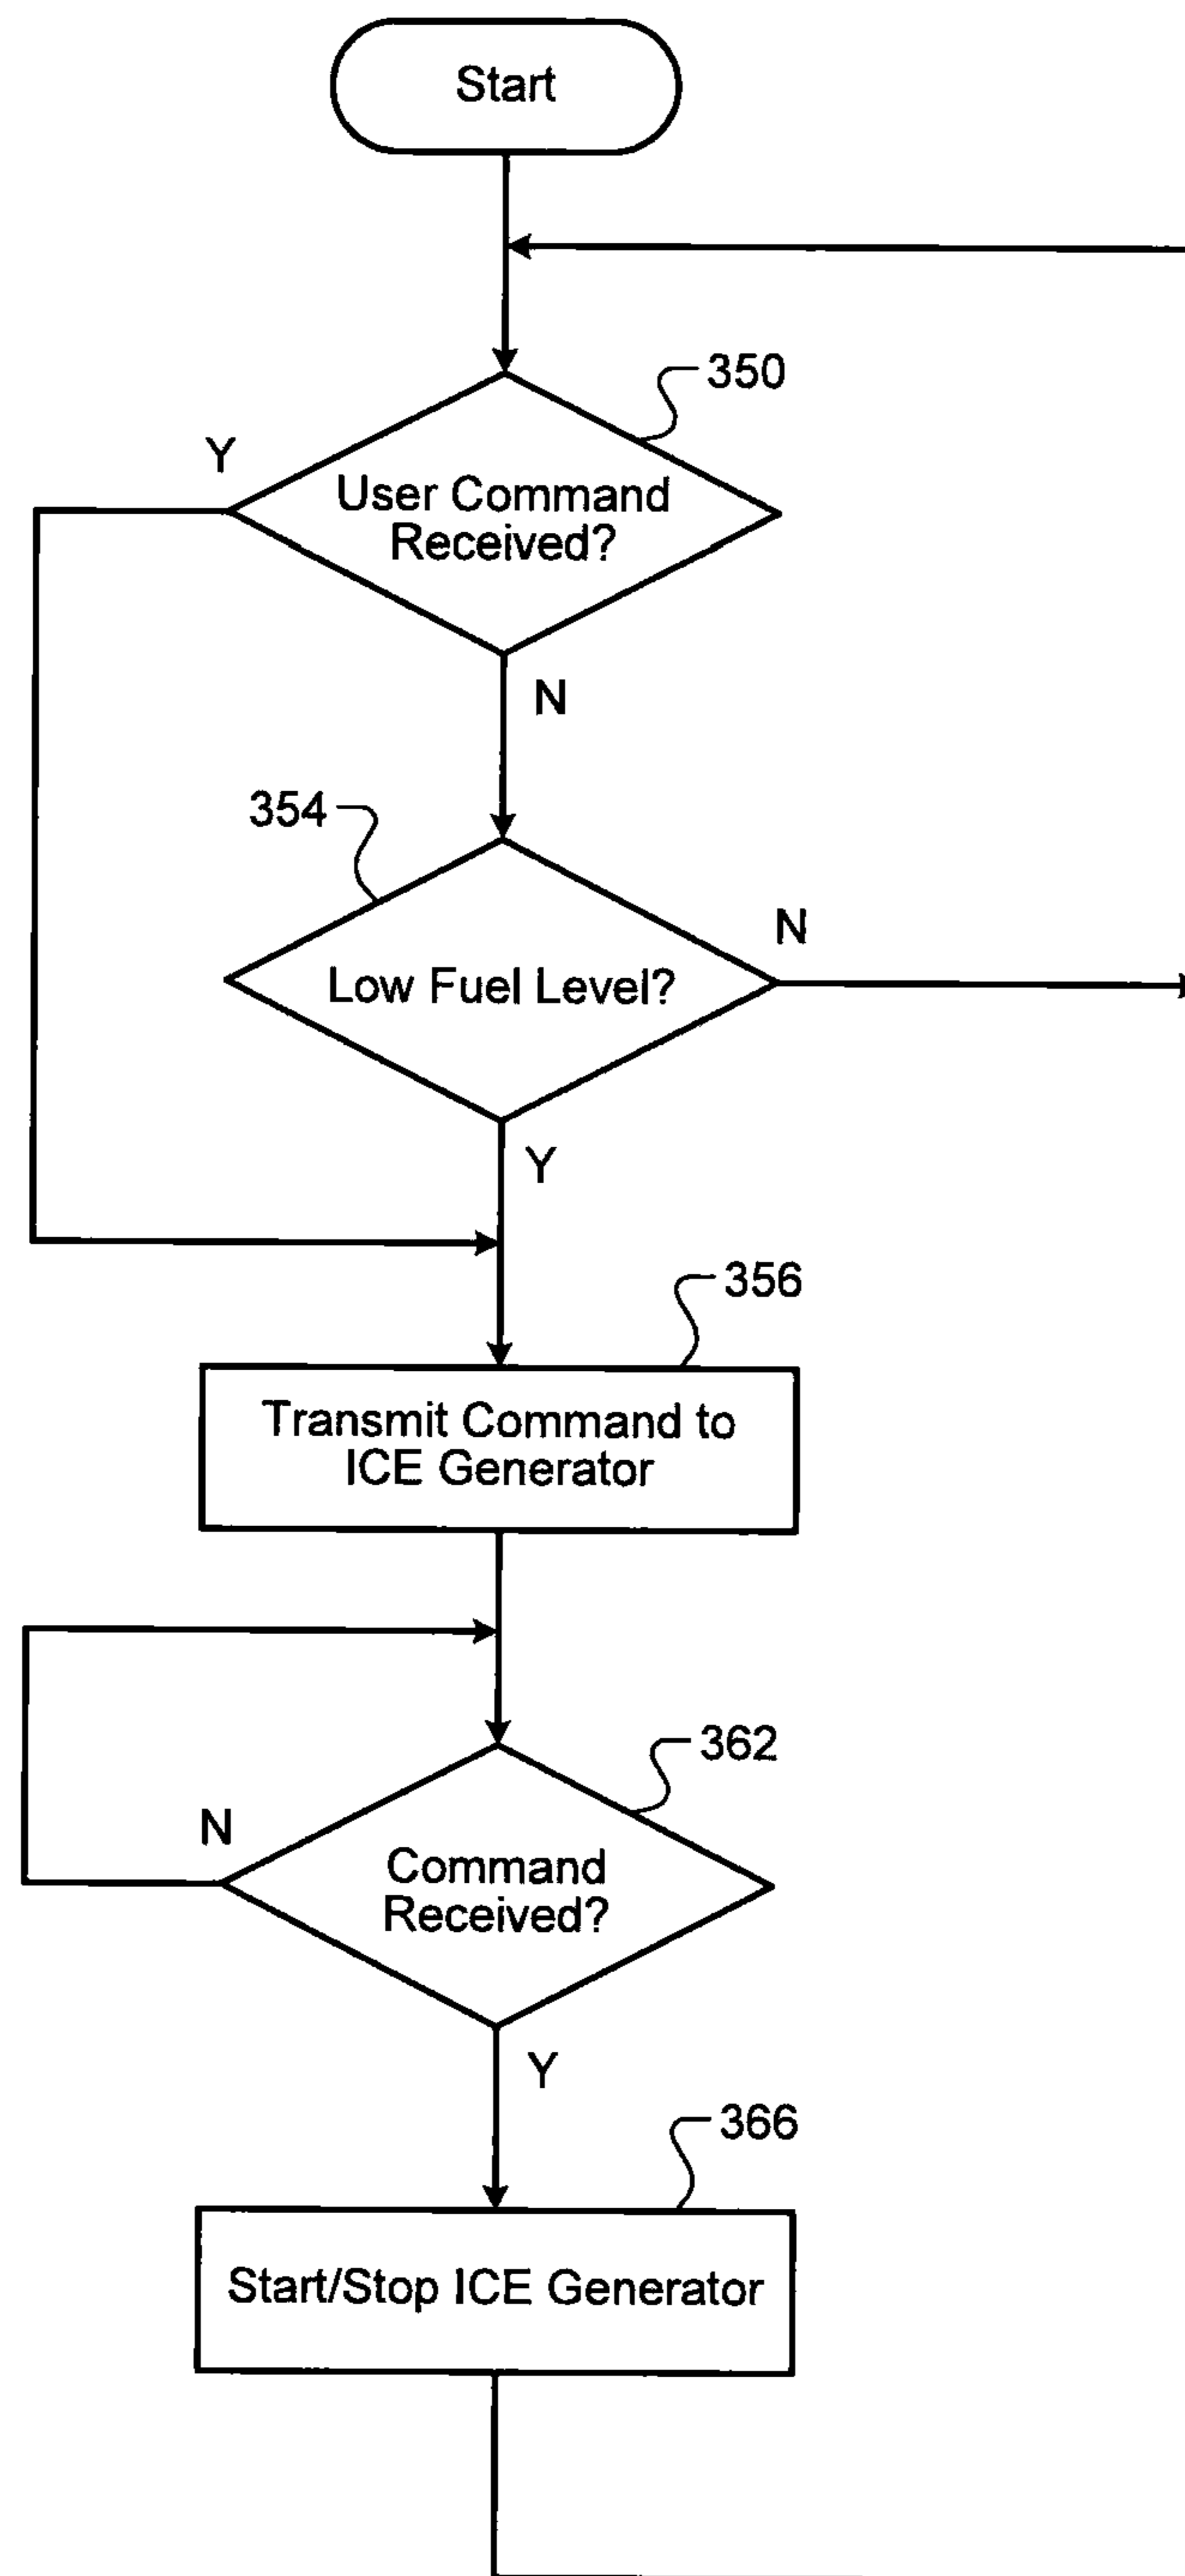 Start
350
Y
User Command
Received?
N
354
N
Low Fuel Level?
Y
356
Transmit Command to
ICE Generator
362
N
Command
Received?
Y
366
Start/Stop ICE Generator